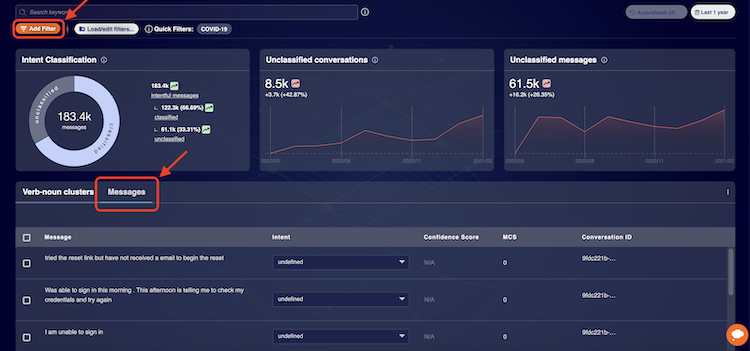 Search keyword
Add Filter
Load/edit filters...
Quick Filters:
COVID-19
Autorefresh off
Last 1 year
Intent Classification
unclassified
classified
183.4k
messages
183.4k
intentful messages
122.3k (66.69%)
classified
61.1k (33.31%)
unclassified
Unclassified conversations
8.5k
+3.7k (+42.87%)
2020/05
2020/08
2020/11
2021/02
Unclassified messages
61.5k
+16.2k (+26.35%)
2020/05
2020/08
2020/11
2021/02
Verb-noun clusters
Messages
Message
Intent
Confidence Score
MCS
Conversation ID
tried the reset link but have not received a email to begin the reset
undefined
N/A
0
9fdc221b-...
Was able to sign in this morning . This afternoon is telling me to check my
credentials and try again
undefined
N/A
0
9fdc221b-...
I am unable to sign in
undefined
N/A
0
9fdc221b-...